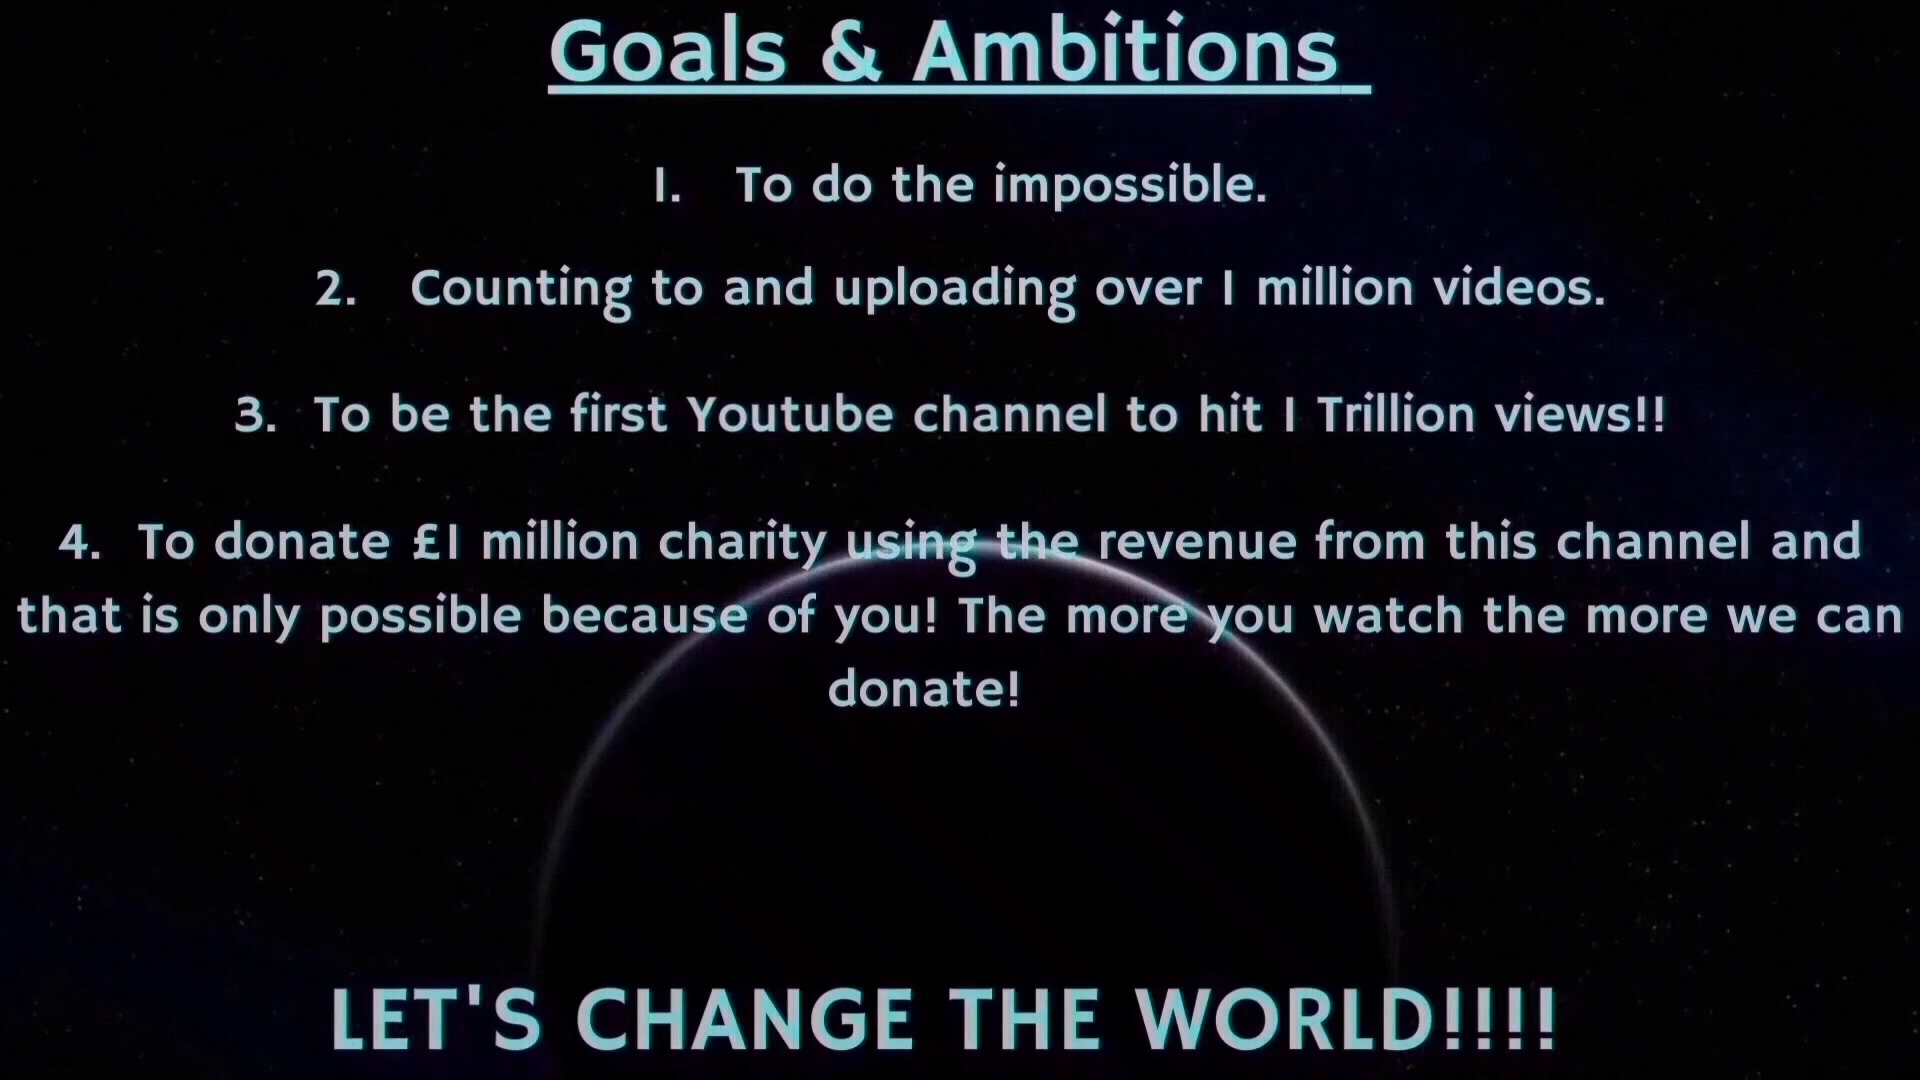 Goals & Ambitions
1. To do the impossible.
2. Counting to and uploading over 1 million videos.
3. To be the first Youtube channel to hit 1 Trillion views!!
4. To donate £1 million charity using the revenue from this channel and
that is only possible because of you! The more you watch the more we can
donate!
LET'S CHANGE THE WORLD!!!!